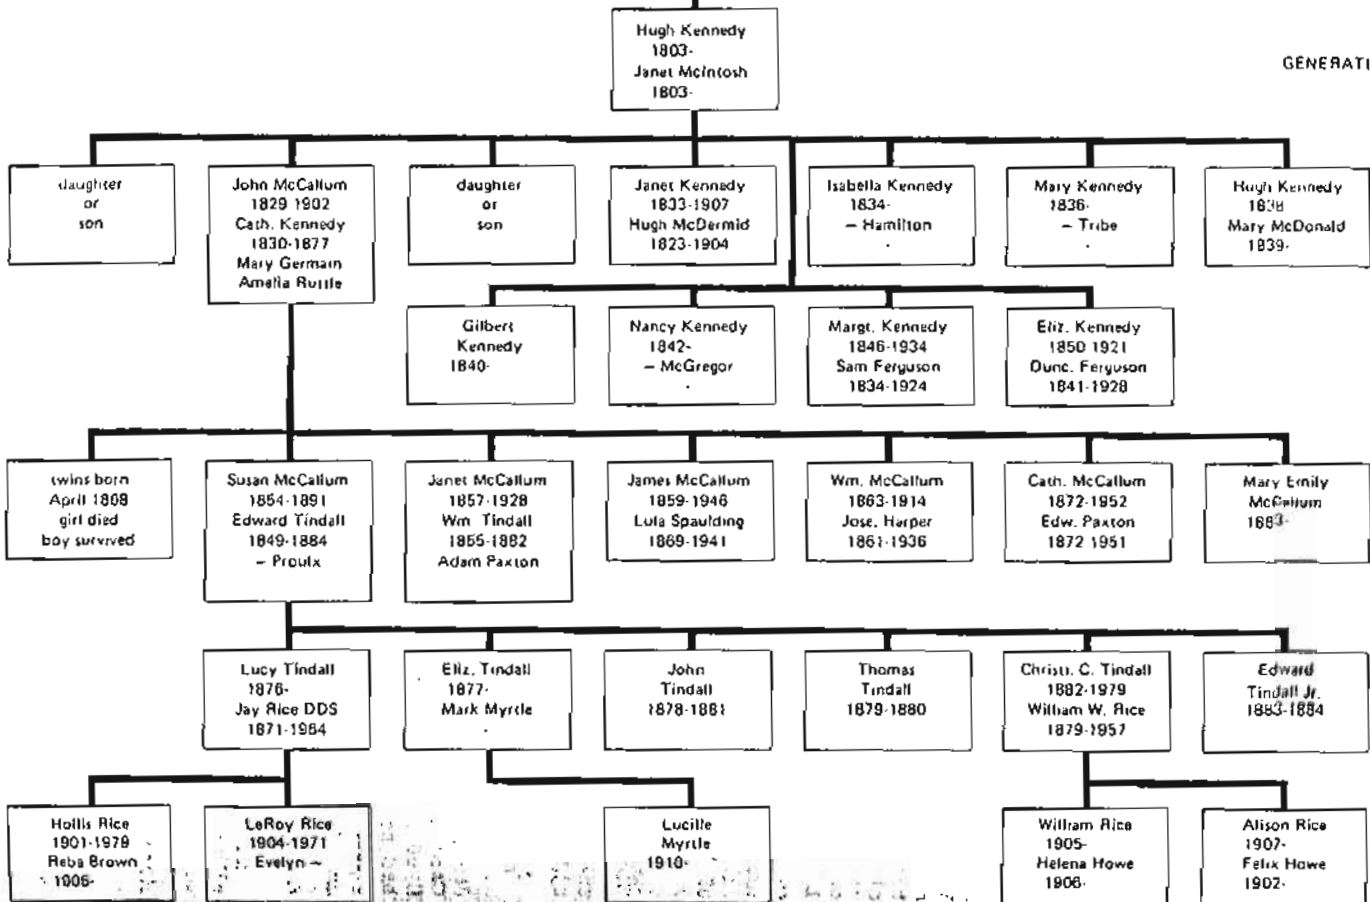 Hugh Kennedy
1803-
Janet McIntosh
1803-
GENERATI
daughter
or
son
John McCallum
1829-1902
Cath. Kennedy
1830-1877
Mary Germain
Amelia Ruttle
daughter
or
son
Janet Kennedy
1833-1907
Hugh McDermid
1823-1904
Isabella Kennedy
1834-
— Hamilton
Mary Kennedy
1836-
— Tribe
Hugh Kennedy
1838
Mary McDonald
1839-
Gilbert
Kennedy
1840-
Nancy Kennedy
1842-
— McGregor
Margt. Kennedy
1846-1934
Sam Ferguson
1834-1924
Eliz. Kennedy
1850-1921
Dunc. Ferguson
1841-1928
twins born
April 1868
girl died
boy survived
Susan McCallum
1854-1891
Edward Tindall
1849-1884
— Proulx
Janet McCallum
1857-1928
Wm. Tindall
1855-1882
Adam Paxton
James McCallum
1859-1946
Lula Spaulding
1869-1941
Wm. McCallum
1863-1914
Jose. Harper
1861-1936
Cath. McCallum
1872-1952
Edw. Paxton
1872-1951
Mary Emily
McCallum
1883-
Lucy Tindall
1876-
Jay Rice DDS
1871-1964
Eliz. Tindall
1877-
Mark Myrtle
John
Tindall
1878-1881
Thomas
Tindall
1879-1880
Christi. C. Tindall
1882-1979
William W. Rice
1879-1957
Edward
Tindall Jr.
1883-1884
Hollis Rice
1901-1979
Reba Brown
1906-
LeRoy Rice
1904-1971
Evelyn —
Lucille
Myrtle
1910-
William Rice
1905-
Helena Howe
1906-
Alison Rice
1907-
Felix Howe
1902-